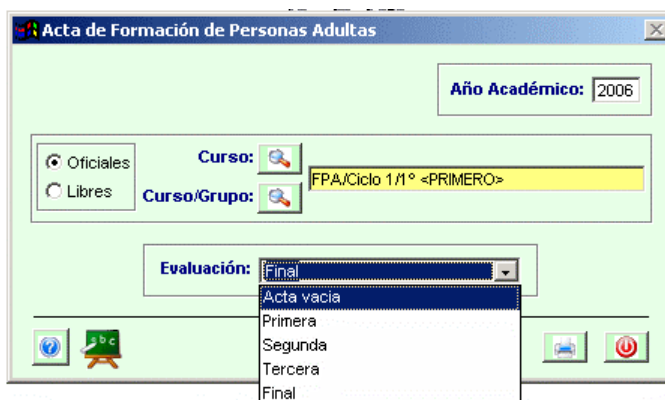 Acta de Formación de Personas Adultas
Año Académico: 2006
Oficiales
Libres
Curso:
Curso/Grupo:
FPA/Ciclo 1/1º <PRIMERO>
Evaluación: Final
Acta vacia
Primera
Segunda
Tercera
Final
abc